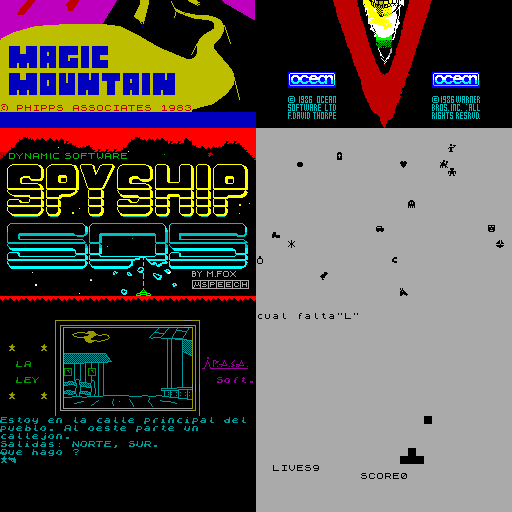 MAGIC
MOUNTAIN
© PHIPPS ASSOCIATES 1983
ocean
© 1986 OCEAN
SOFTWARE LTD
F.DAVID THORPE
ocean
© 1986 WARNER
BROS.INC. ALL
RIGHTS RESRVD.
DYNAMIC SOFTWARE
SPYSHIP
SOS
BY M.FOX
µSPEECH
cual falta"L"
LA
LEY
Soft.
Estoy en la calle principal del
pueblo. Al oeste parte un
callejon.
Salidas: NORTE, SUR.
Que hago ?
LIVES9
SCORE0